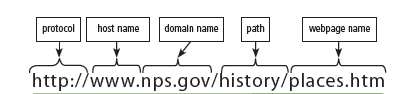 protocol host name domain name path webpage name
http://www.nps.gov/history/places.htm